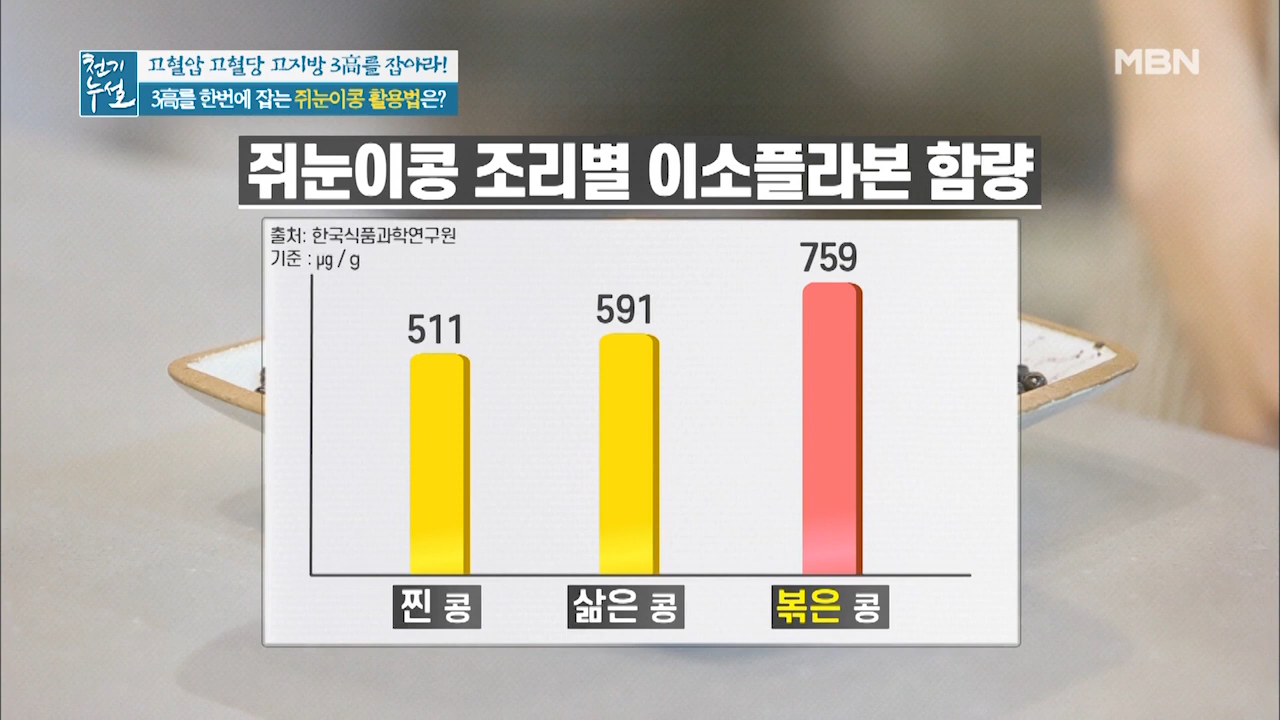 천기누설
고혈압 고혈당 고지방 3高를 잡아라!
3高를 한번에 잡는 쥐눈이콩 활용법은?
MBN
쥐눈이콩 조리별 이소플라본 함량
출처: 한국식품과학연구원
기준 : μg / g
511
591
759
찐 콩
삶은 콩
볶은 콩